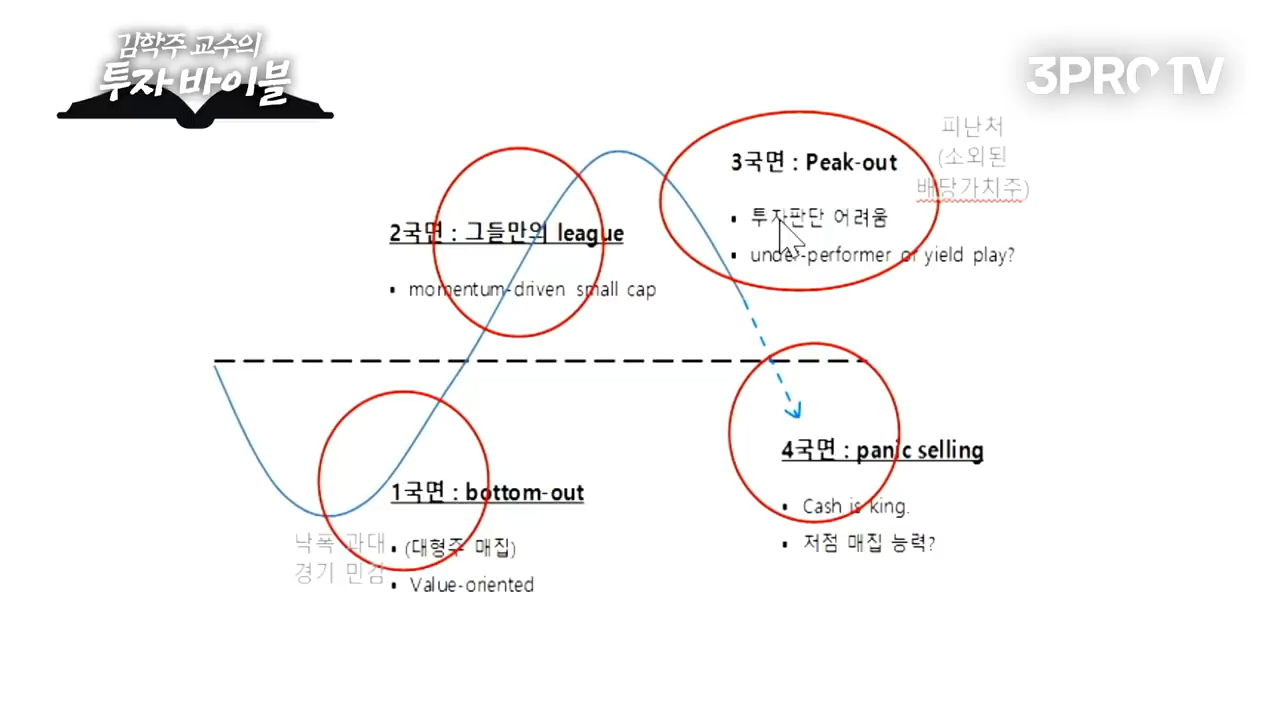 김학주 교수의
투자 바이블
3PRO TV
피난처
(소외된
배당가치주)
3국면 : Peak-out
▪ 투자판단 어려움
▪ under-performer or yield play?
2국면 : 그들만의 league
▪ momentum-driven small cap
4국면 : panic selling
▪ Cash is king.
▪ 저점 매집 능력?
1국면 : bottom-out
낙폭 과대
경기 민감
▪ (대형주 매집)
▪ Value-oriented